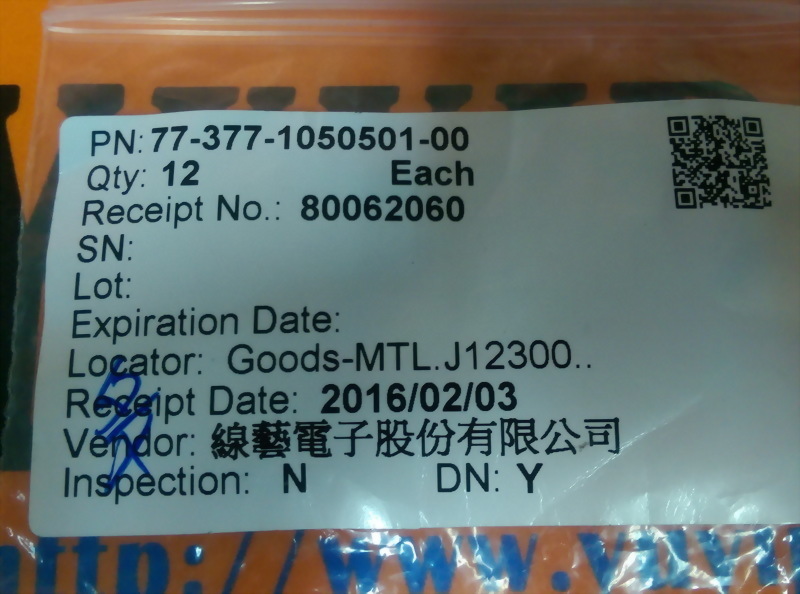 PN: 77-377-1050501-00
Qty: 12 Each
Receipt No.: 80062060
SN:
Lot:
Expiration Date:
Locator: Goods-MTL.J12300..
Receipt Date: 2016/02/03
Vendor: 線藝電子股份有限公司
Inspection: N DN: Y